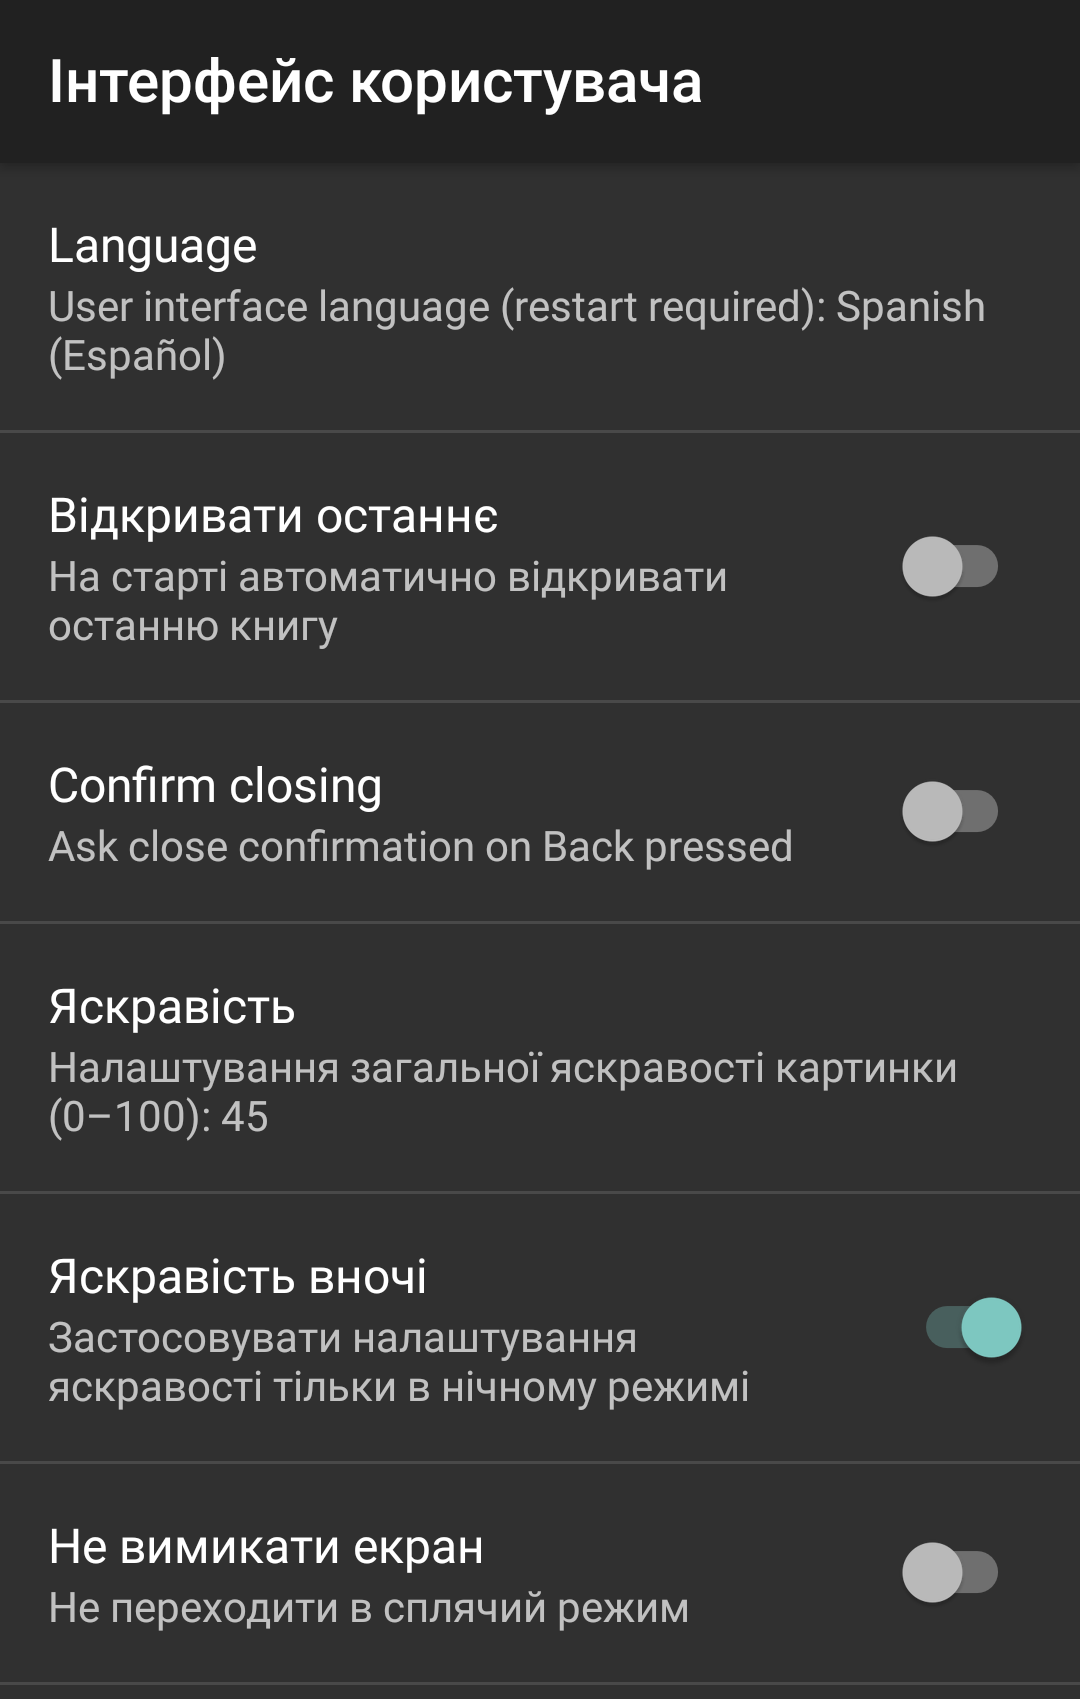 Інтерфейс користувача
Language
User interface language (restart required): Spanish
(Español)
Відкривати останнє
На старті автоматично відкривати
останню книгу
Confirm closing
Ask close confirmation on Back pressed
Яскравість
Налаштування загальної яскравості картинки
(0–100): 45
Яскравість вночі
Застосовувати налаштування
яскравості тільки в нічному режимі
Не вимикати екран
Не переходити в сплячий режим